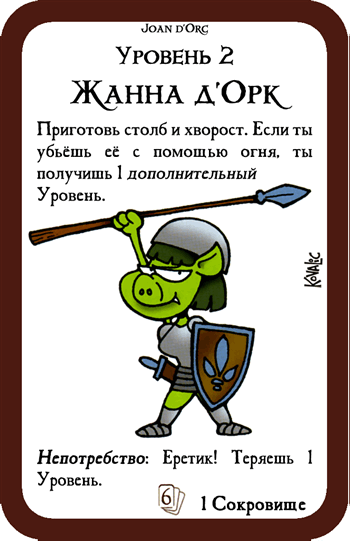 Joan d'Orc
Уровень 2
Жанна д'Орк
Приготовь столб и хворост. Если ты
убьёшь её с помощью огня, ты
получишь 1 дополнительный
Уровень.
Kovalic
Непотребство: Еретик! Теряешь 1
Уровень.
6
1 Сокровище